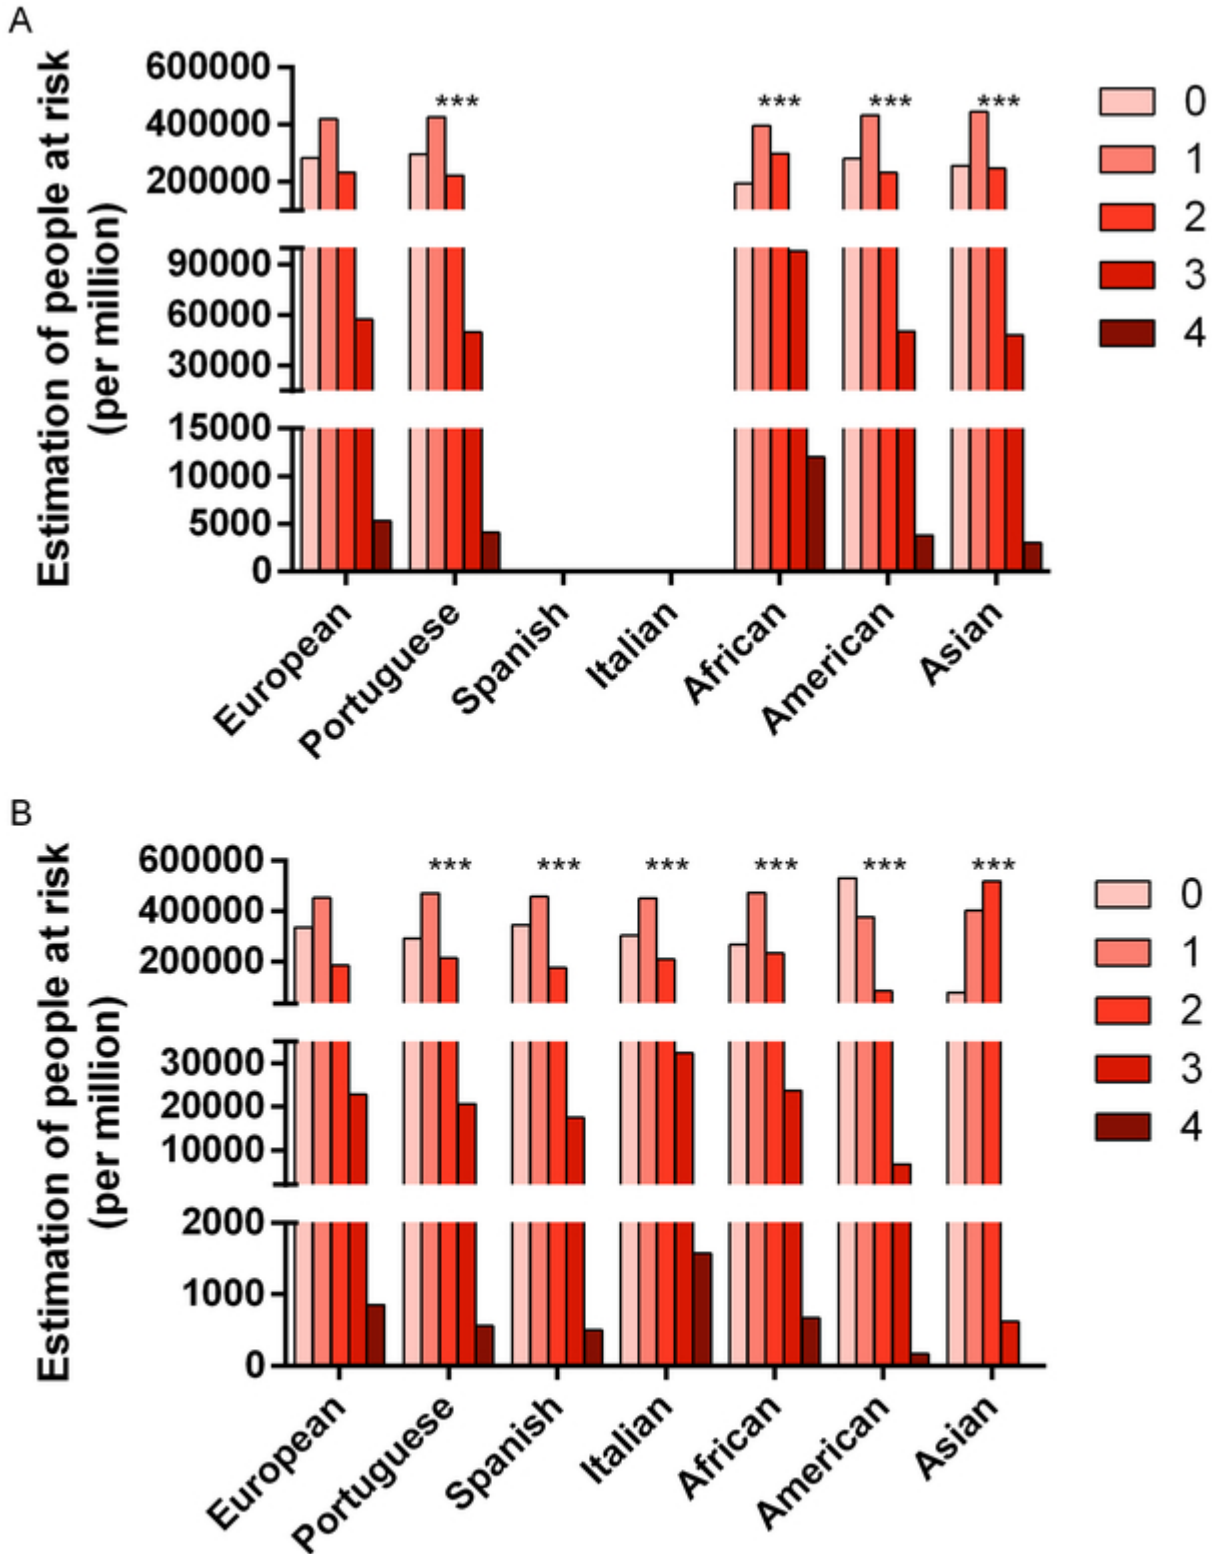 A
Estimation of people at risk
(per million)
600000
400000
200000
90000
60000
30000
15000
10000
5000
0
*** *** *** ***
0
1
2
3
4
European
Portuguese
Spanish
Italian
African
American
Asian
B
Estimation of people at risk
(per million)
600000
400000
200000
30000
20000
10000
2000
1000
0
*** *** *** *** *** ***
0
1
2
3
4
European
Portuguese
Spanish
Italian
African
American
Asian